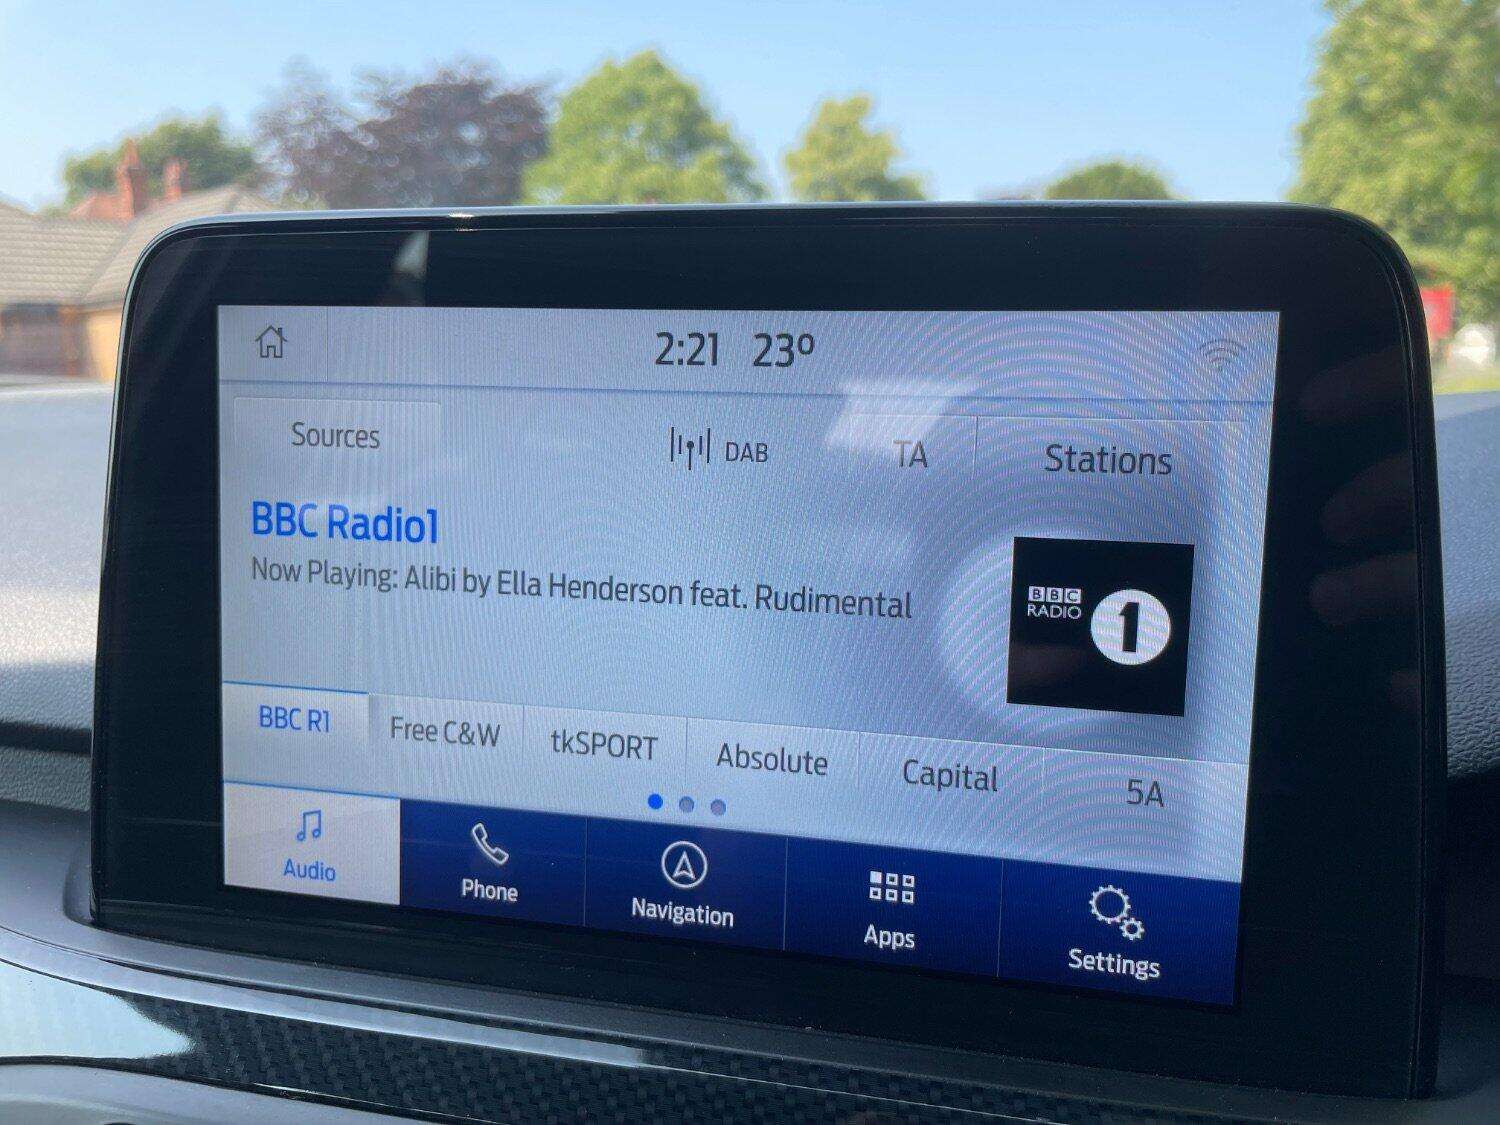 2:21 23º
Sources
DAB
TA
Stations
BBC Radio1
Now Playing: Alibi by Ella Henderson feat. Rudimental
BBC
RADIO
1
BBC R1
Free C&W
tkSPORT
Absolute
Capital
5A
Audio
Phone
Navigation
Apps
Settings